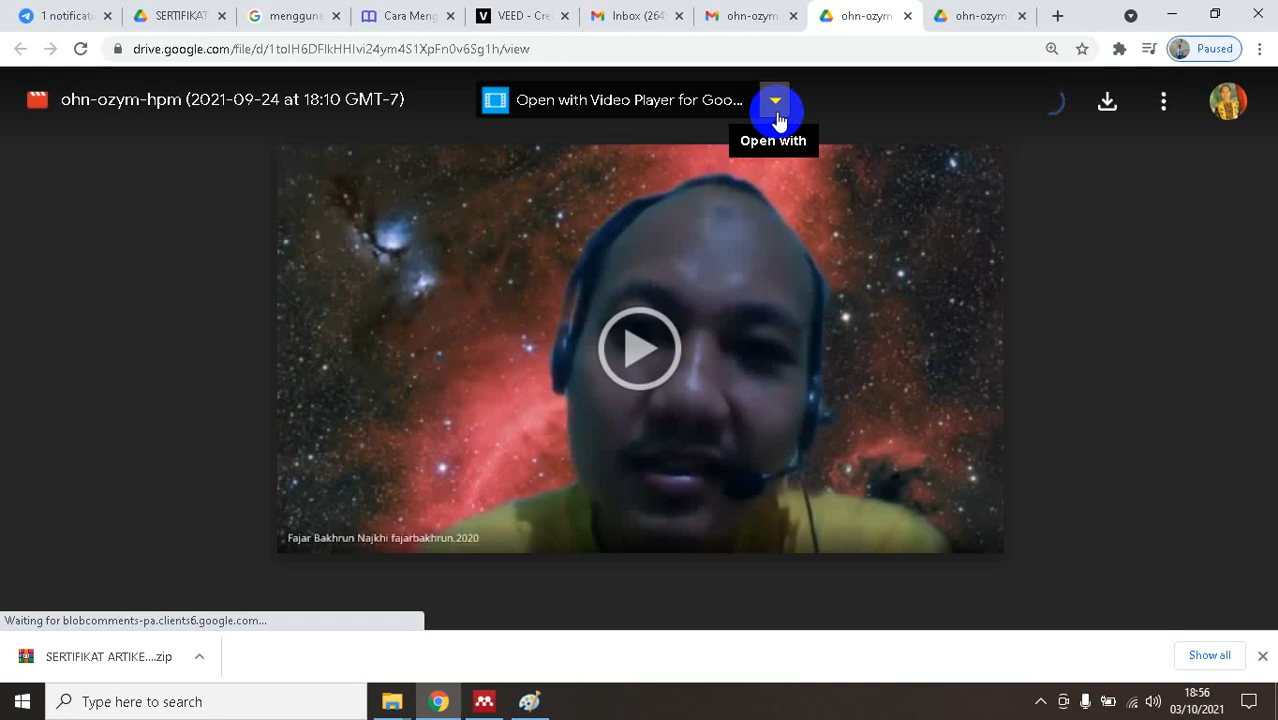 1 notificati
SERTIFIKAT
mengguna
Cara Meng
VEED - Cre
Inbox (264
ohn-ozym
ohn-ozym
ohn-ozym
drive.google.com/file/d/1tolH6DFlkHHIvi24ym4S1XpFn0v6Sg1h/view
Paused
ohn-ozym-hpm (2021-09-24 at 18:10 GMT-7)
Open with Video Player for Goo...
Open with
Fajar Bakhrun Najkhi fajarbakhrun.2020
Waiting for blobcomments-pa.clients6.google.com...
SERTIFIKAT ARTIKE....zip
Show all
Type here to search
18:56
03/10/2021